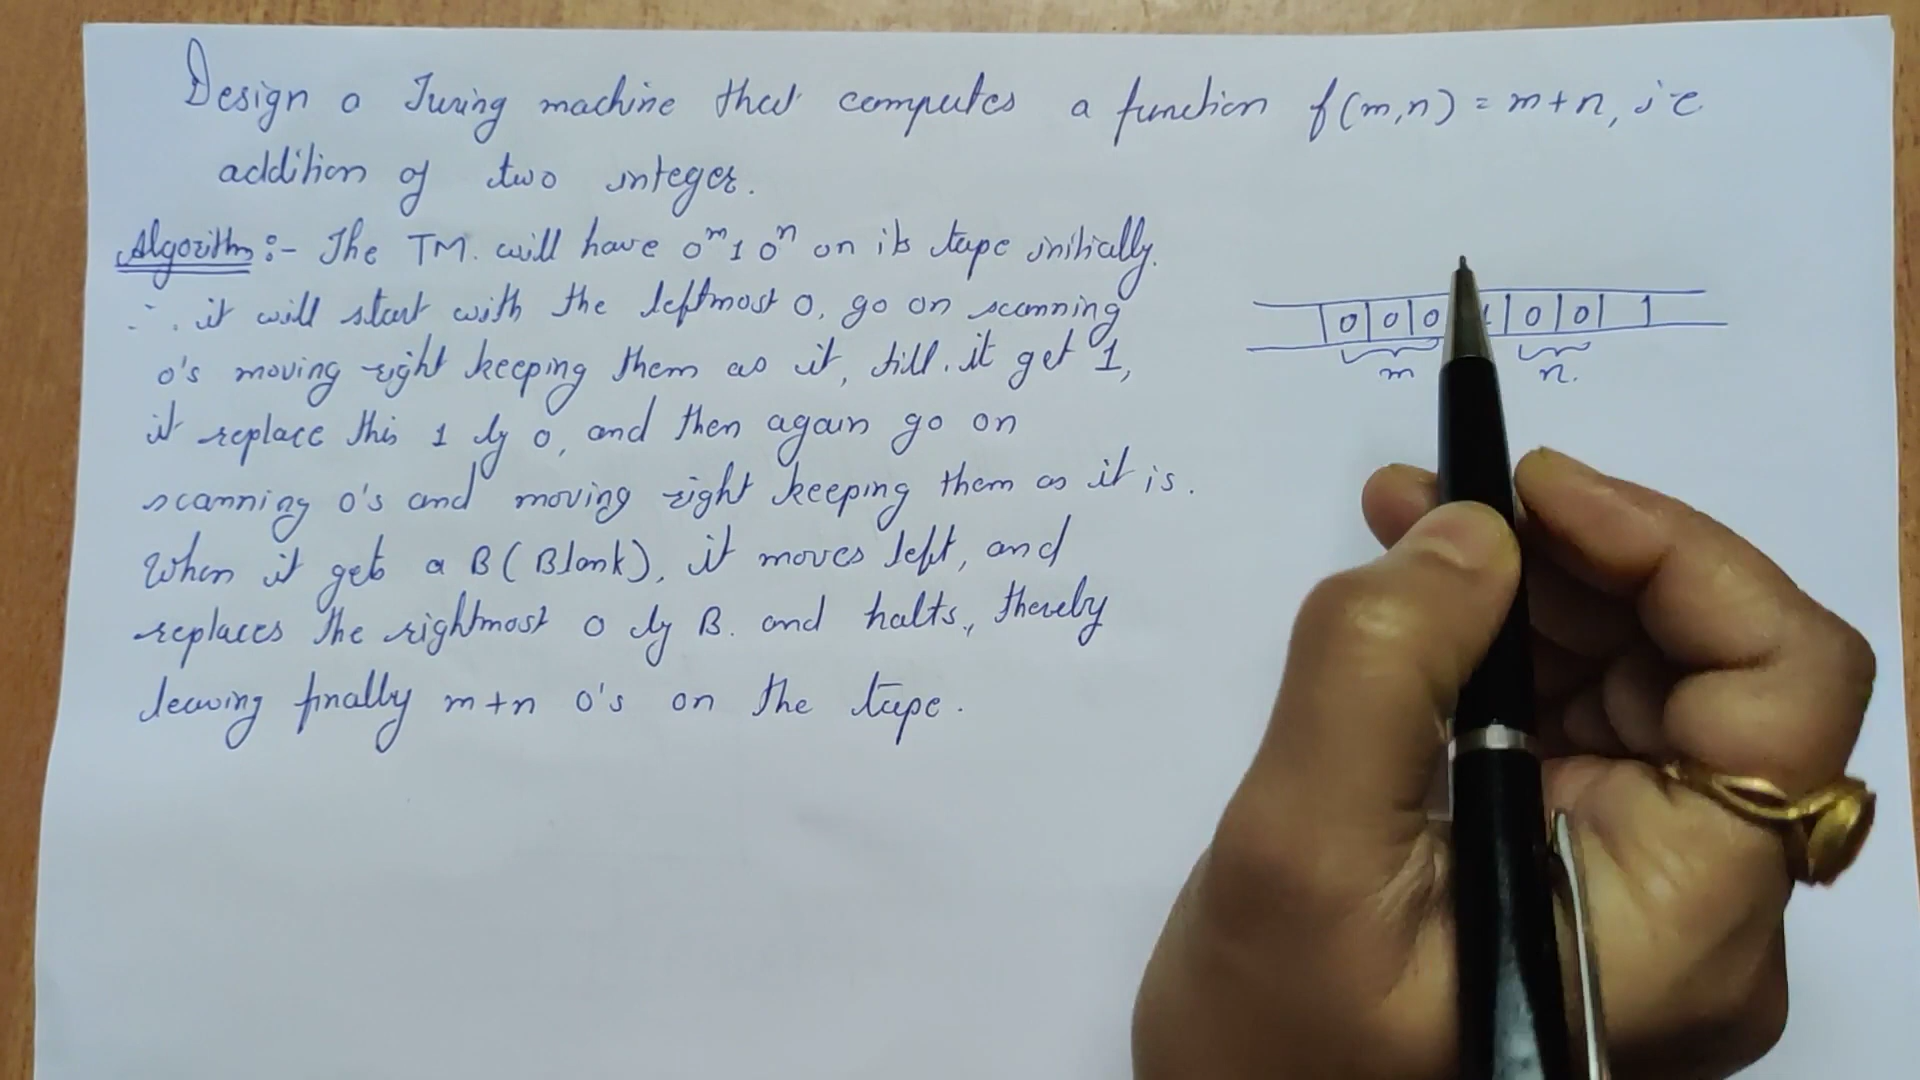 Design a Turing machine that computes a function f(m,n) = m+n, i e
addition of two integer.
Algorithm :- The TM. will have 0^m 1 0^n on its tape initially.
∴ it will start with the leftmost 0, go on scanning
0's moving right keeping them as it, till. it get 1,
it replace this 1 by 0, and then again go on
scanning 0's and moving right keeping them as it is.
When it gets a B (Blank), it moves left, and
replaces the rightmost 0 by B. and halts, thereby
leaving finally m+n 0's on the tape.
0 0 0 1 0 0
m n.